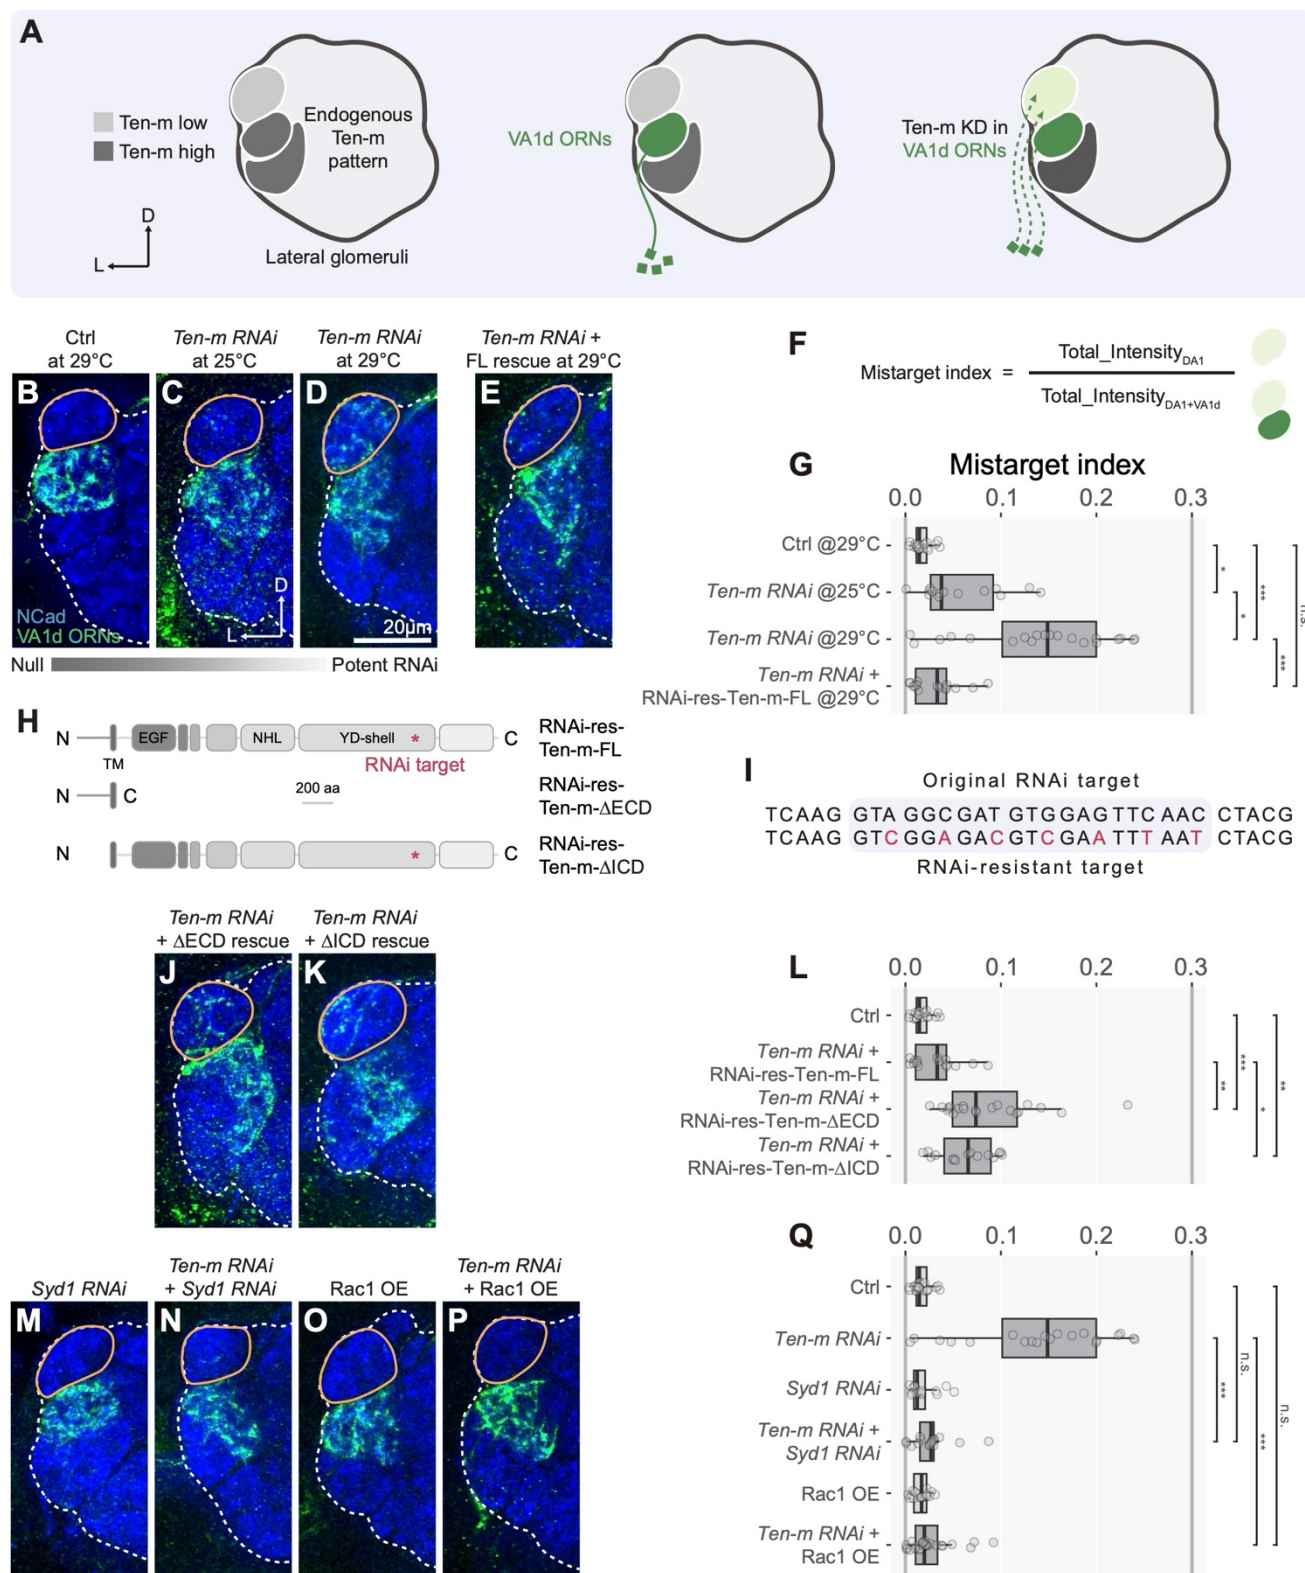 A
Ten-m low
Ten-m high
Endogenous
Ten-m
pattern
D
L
Lateral glomeruli
VA1d ORNs
Ten-m KD in
VA1d ORNs
Ctrl
at 29°C
Ten-m RNAi
at 25°C
Ten-m RNAi
at 29°C
Ten-m RNAi +
FL rescue at 29°C
B
C
D
E
NCad
VA1d ORNs
D
L
20μm
Null
Potent RNAi
F
Mistarget index =
Total_Intensity DA1
Total_Intensity DA1+VA1d
G
Mistarget index
0.0 0.1 0.2 0.3
Ctrl @29°C
Ten-m RNAi @25°C
Ten-m RNAi @29°C
Ten-m RNAi +
RNAi-res-Ten-m-FL @29°C
*
*
***
***
n.s.
H
N
EGF
NHL
YD-shell
*
C
RNAi-res-
Ten-m-FL
TM
RNAi target
N
C
200 aa
RNAi-res-
Ten-m-ΔECD
N
*
C
RNAi-res-
Ten-m-ΔICD
I
Original RNAi target
TCAAG GTA GGCGAT GTGGAGTTCAAC CTACG
TCAAG GTCGGAGACGTCGAATTTAAT CTACG
RNAi-resistant target
Ten-m RNAi
+ ΔECD rescue
Ten-m RNAi
+ ΔICD rescue
J
K
L
0.0 0.1 0.2 0.3
Ctrl
Ten-m RNAi +
RNAi-res-Ten-m-FL
Ten-m RNAi +
RNAi-res-Ten-m-ΔECD
Ten-m RNAi +
RNAi-res-Ten-m-ΔICD
**
***
*
**
Syd1 RNAi
Ten-m RNAi
+ Syd1 RNAi
Rac1 OE
Ten-m RNAi
+ Rac1 OE
M
N
O
P
Q
0.0 0.1 0.2 0.3
Ctrl
Ten-m RNAi
Syd1 RNAi
Ten-m RNAi +
Syd1 RNAi
Rac1 OE
Ten-m RNAi +
Rac1 OE
***
n.s.
***
n.s.